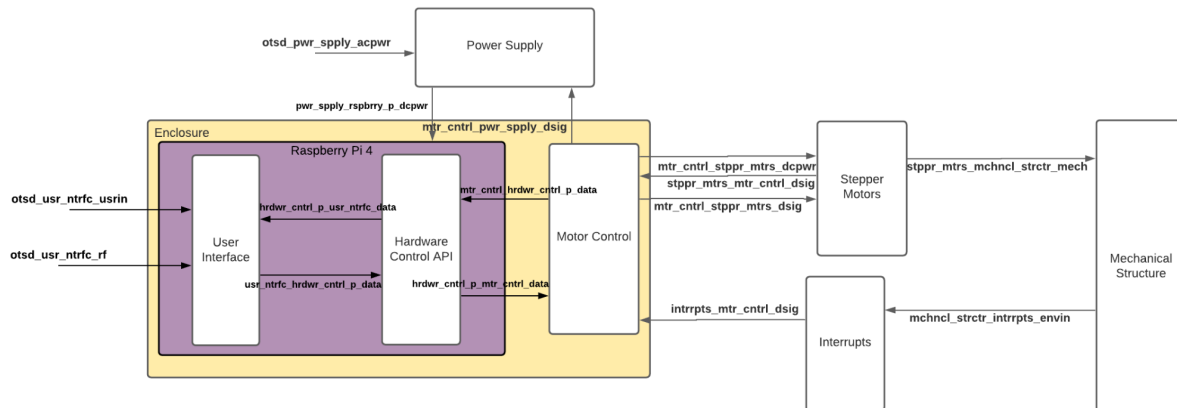 otsd_pwr_spply_acpwr
Power Supply
pwr_spply_rspbrry_p_dcpwr
mtr_cntrl_pwr_spply_dsig
Enclosure
Raspberry Pi 4
mtr_cntrl_stppr_mtrs_dcpwr
stppr_mtrs_mtr_cntrl_dsig
mtr_cntrl_stppr_mtrs_dsig
Stepper
Motors
stppr_mtrs_mchncl_strctr_mech
otsd_usr_ntrfc_usrin
otsd_usr_ntrfc_rf
User
Interface
hrdwr_cntrl_p_usr_ntrfc_data
usr_ntrfc_hrdwr_cntrl_p_data
Hardware
Control API
mtr_cntrl_hrdwr_cntrl_p_data
hrdwr_cntrl_p_mtr_cntrl_data
Motor Control
intrrpts_mtr_cntrl_dsig
Interrupts
mchncl_strctr_intrrpts_envin
Mechanical
Structure